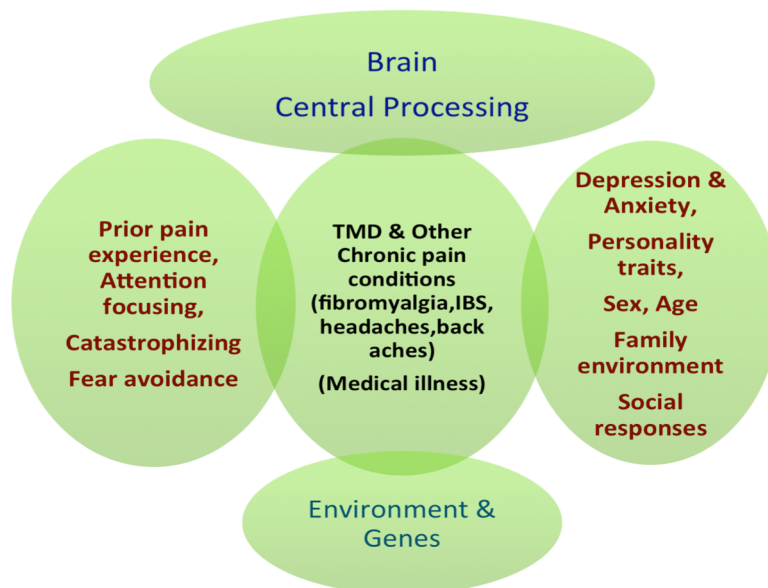 Brain
Central Processing
Prior pain
experience,
Attention
focusing,
Catastrophizing
Fear avoidance
TMD & Other
Chronic pain
conditions
(fibromyalgia,IBS,
headaches,back
aches)
(Medical illness)
Depression &
Anxiety,
Personality
traits,
Sex, Age
Family
environment
Social
responses
Environment &
Genes